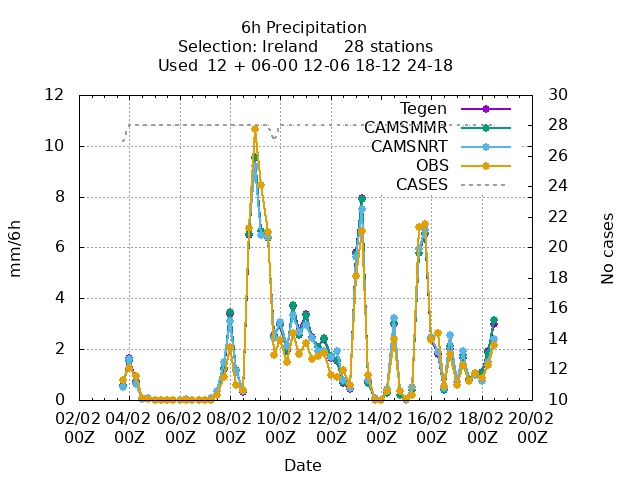 6h Precipitation
Selection: Ireland     28 stations
Used  12 + 06-00 12-06 18-12 24-18
Tegen
CAMSMMR
CAMSNRT
OBS
CASES
mm/6h
12
10
8
6
4
2
0
No cases
30
28
26
24
22
20
18
16
14
12
10
02/02 04/02 06/02 08/02 10/02 12/02 14/02 16/02 18/02 20/02
00Z 00Z 00Z 00Z 00Z 00Z 00Z 00Z 00Z 00Z
Date